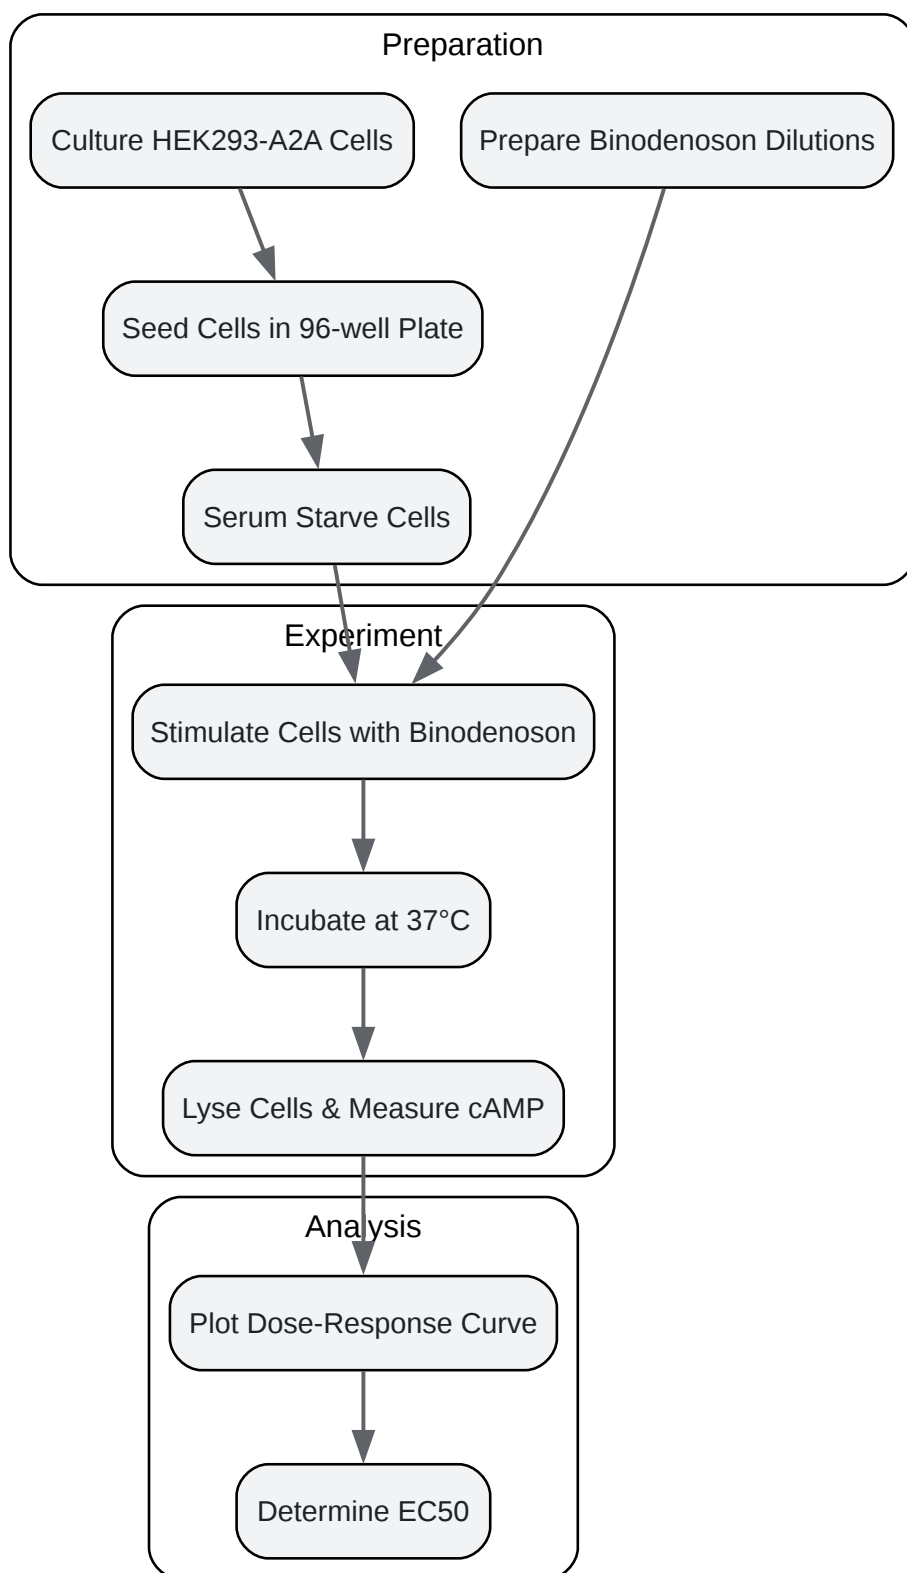 Preparation
Culture HEK293-A2A Cells
Prepare Binodenoson Dilutions
Seed Cells in 96-well Plate
Serum Starve Cells
Experiment
Stimulate Cells with Binodenoson
Incubate at 37°C
Lyse Cells & Measure cAMP
Analysis
Plot Dose-Response Curve
Determine EC50